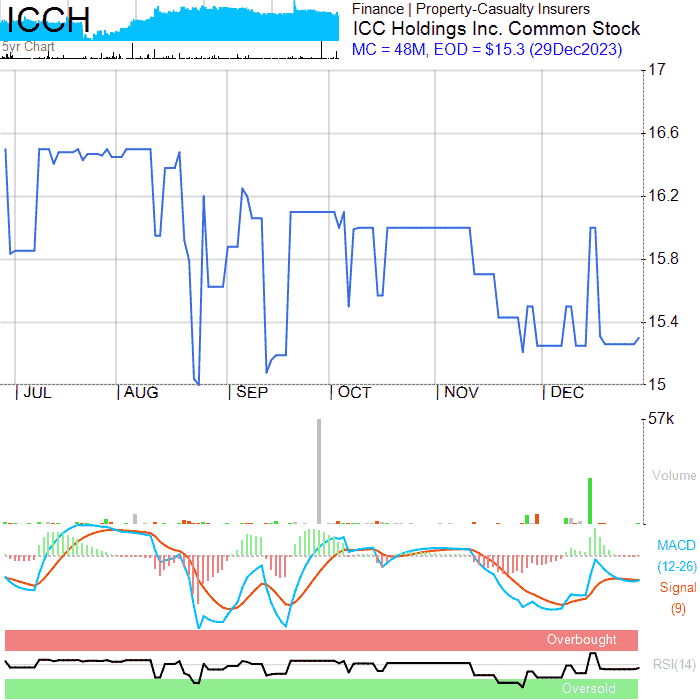 ICCH
5yr Chart
Finance | Property-Casualty Insurers
ICC Holdings Inc. Common Stock
MC = 48M, EOD = $15.3 (29Dec2023)
17
16.6
16.2
15.8
15.4
15
JUL AUG SEP OCT NOV DEC
57k
Volume
MACD
(12-26)
Signal
(9)
Overbought
RSI(14)
Oversold